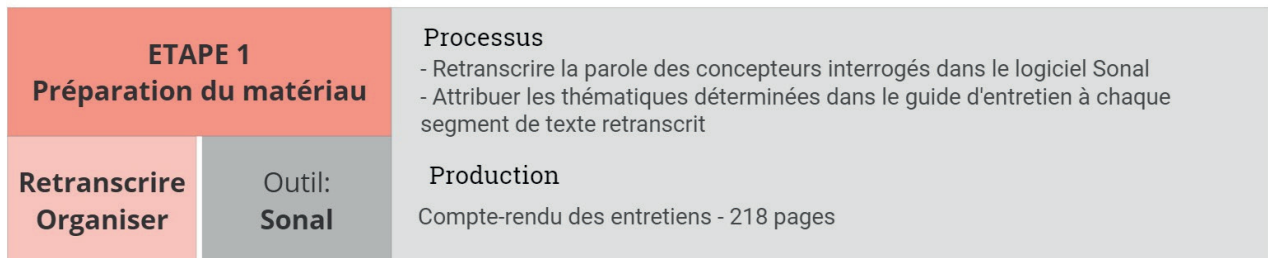 ETAPE 1
Préparation du matériau
Retranscrire
Organiser
Outil:
Sonal
Processus
- Retranscrire la parole des concepteurs interrogés dans le logiciel Sonal
- Attribuer les thématiques déterminées dans le guide d'entretien à chaque
segment de texte retranscrit
Production
Compte-rendu des entretiens - 218 pages